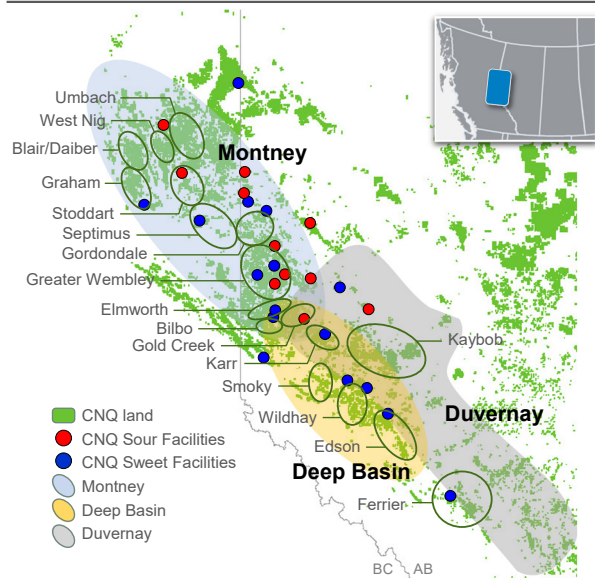 Umbach
West Nig
Montney
Blair/Daiber
Graham
Stoddart
Septimus
Gordondale
Greater Wembley
Elmworth
Bilbo
Gold Creek
Kaybob
Karr
Smoky
Wildhay
Duvernay
Edson
Deep Basin
Ferrier
CNQ land
CNQ Sour Facilities
CNQ Sweet Facilities
Montney
Deep Basin
Duvernay
BC AB